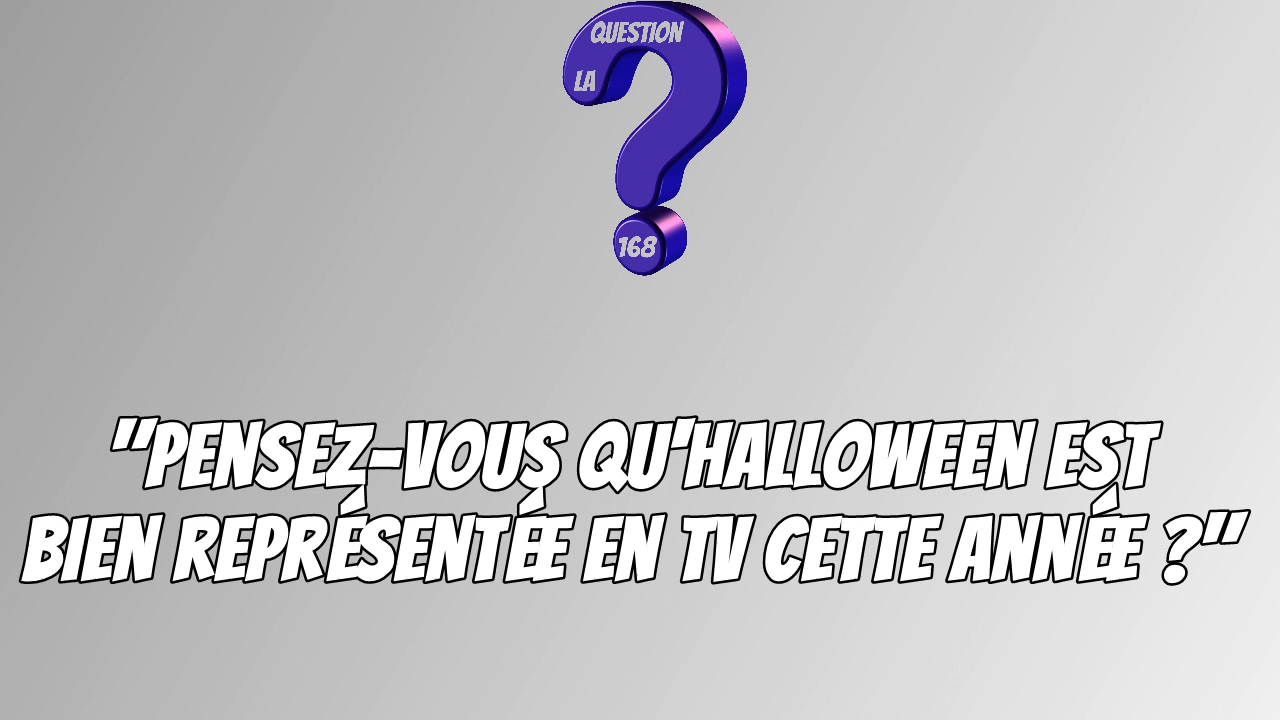 QUESTION
LA
168
"PENSEZ-VOUS QU'HALLOWEEN EST
BIEN REPRÉSENTÉE EN TV CETTE ANNÉE ?"